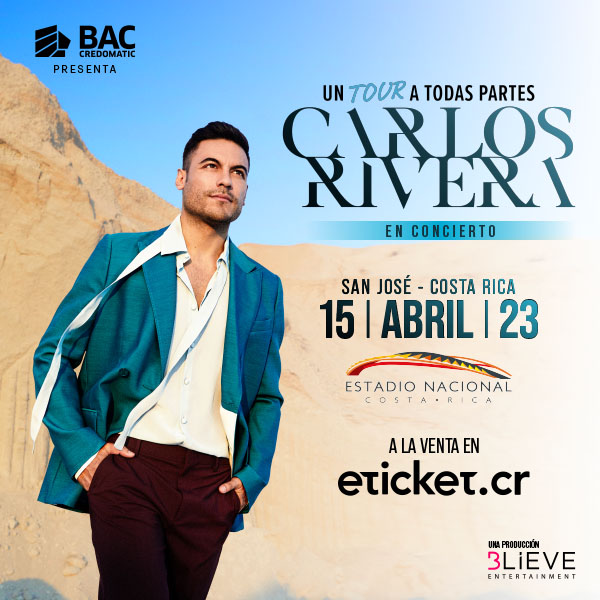 BAC
CREDOMATIC
PRESENTA
UN TOUR A TODAS PARTES
CARLOS
RIVERA
EN CONCIERTO
SAN JOSÉ - COSTA RICA
15 | ABRIL | 23
ESTADIO NACIONAL
COSTA • RICA
A LA VENTA EN
eticket.cr
UNA PRODUCCIÓN
BLiEVE
ENTERTAINMENT